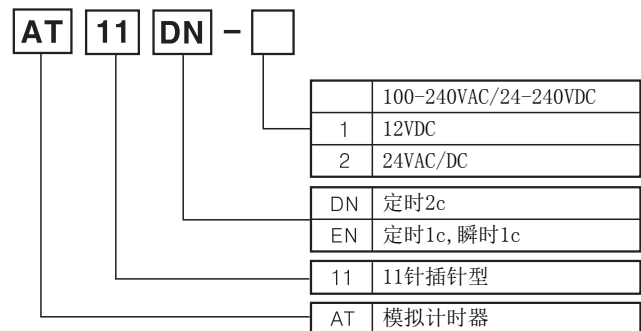 AT 11 DN -
100-240VAC/24-240VDC
1 12VDC
2 24VAC/DC
DN 定时2c
EN 定时1c,瞬时1c
11 11针插针型
AT 模拟计时器